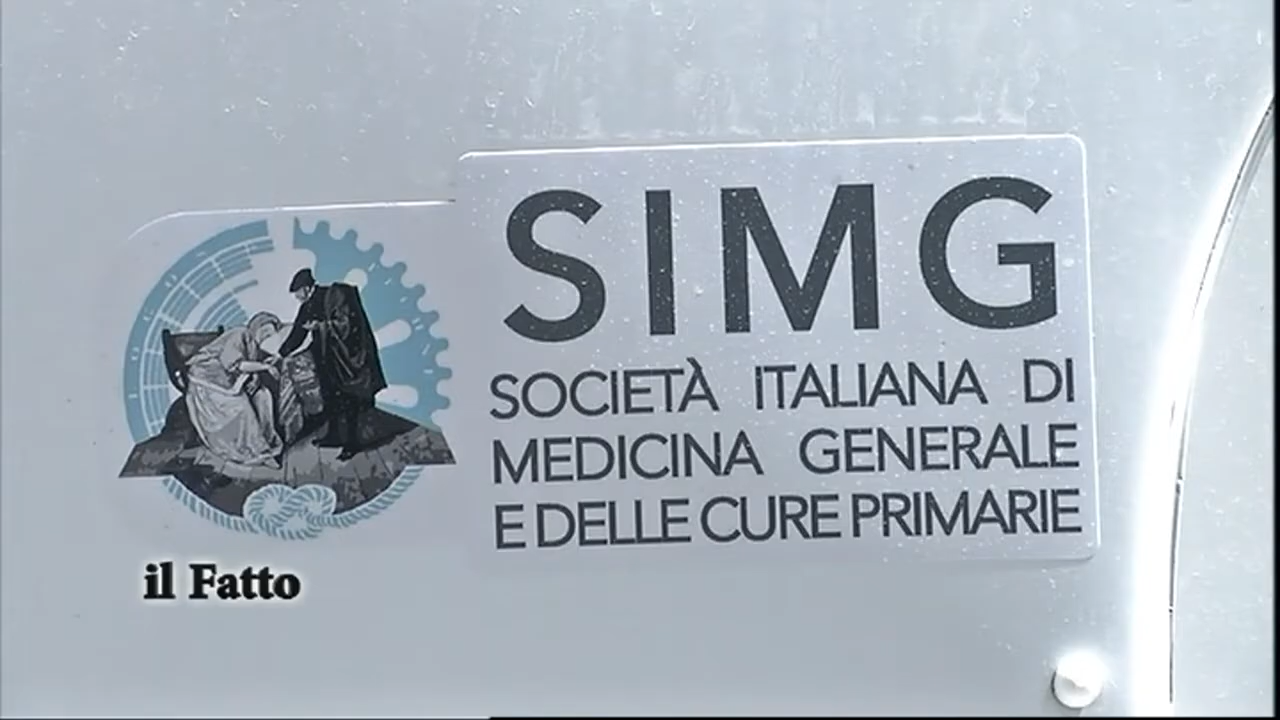 SIMG
SOCIETÀ ITALIANA DI
MEDICINA GENERALE
E DELLE CURE PRIMARIE
il Fatto